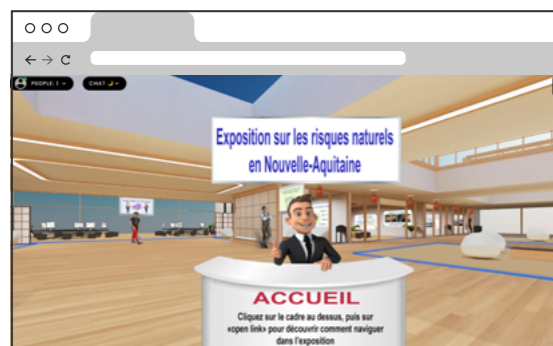 PEOPLE: 1
CHAT
Exposition sur les risques naturels
en Nouvelle-Aquitaine
ACCUEIL
Cliquez sur le cadre au dessus, puis sur
«open link» pour découvrir comment naviguer
dans l'exposition